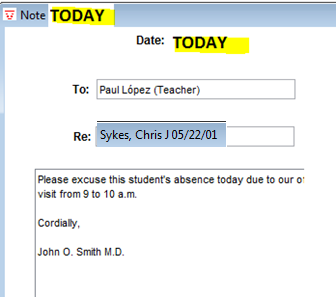 Note TODAY
Date: TODAY
To: Paul López (Teacher)
Re: Sykes, Chris J 05/22/01
Please excuse this student's absence today due to our
visit from 9 to 10 a.m.
Cordially,
John O. Smith M.D.